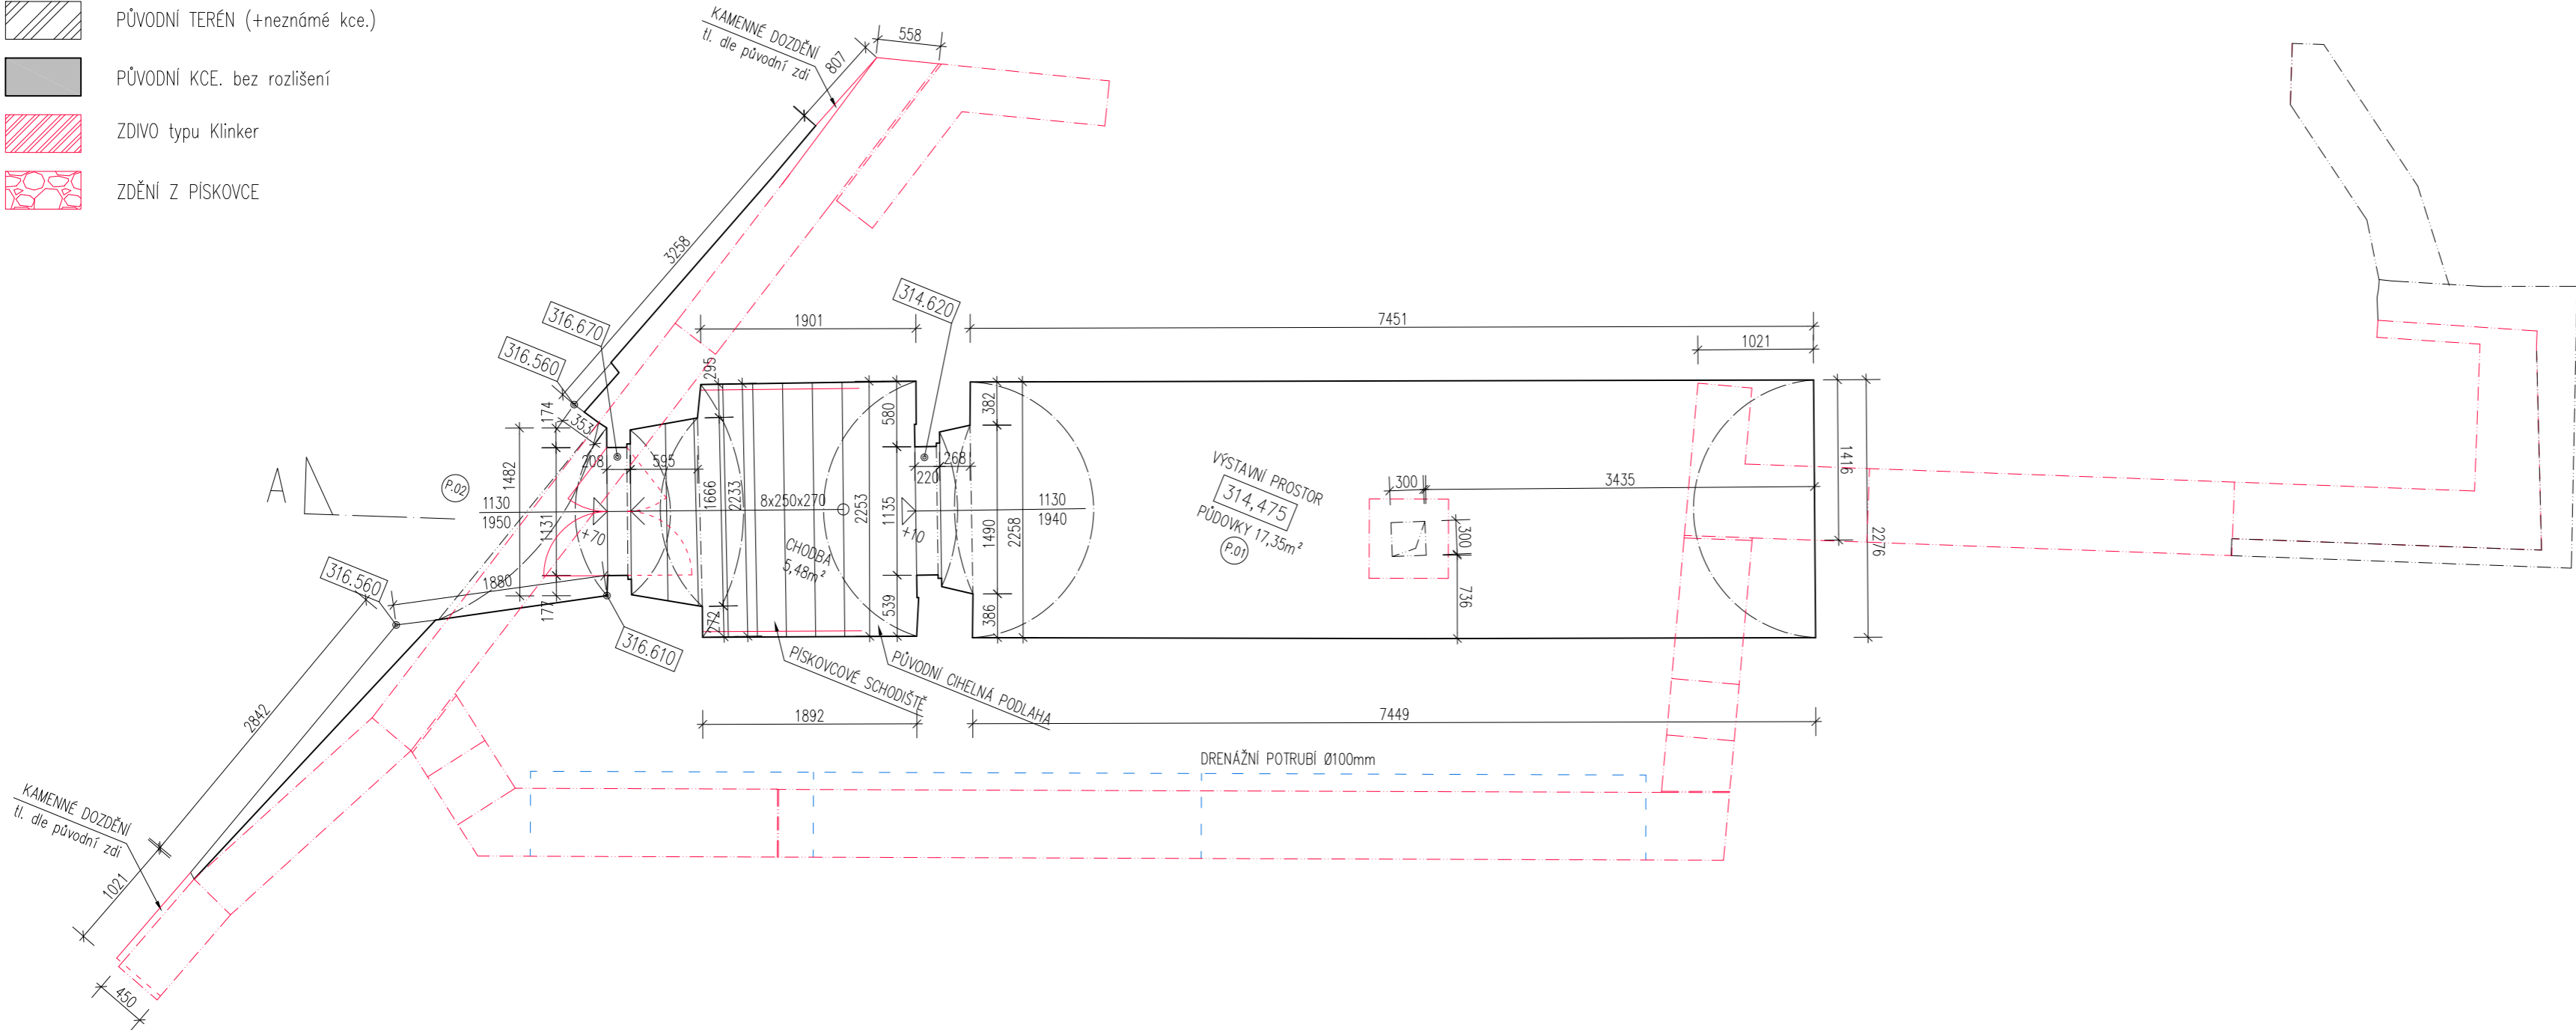 PŮVODNÍ TERÉN (+neznámé kce.)
PŮVODNÍ KCE. bez rozlišení
ZDIVO typu Klinker
ZDĚNÍ Z PÍSKOVCE
KAMENNÉ DOZDĚNÍ
tl. dle původní zdi
807
558
3258
316.670
316.560
314.620
1901
7451
1021
174
353
295
580
382
1482
208
595
1666
2233
8x250x270
2253
1135
220
268
1490
2258
A
P.02
1130
1950
1131
+70
+10
1130
1940
CHODBA
5,48m²
VÝSTAVNÍ PROSTOR
314,475
PŮDOVKY 17,35m²
P.01
300
3435
300
736
1416
2276
316.560
1880
177
272
539
386
316.610
PÍSKOVCOVÉ SCHODIŠTĚ
PŮVODNÍ CIHELNÁ PODLAHA
2842
1892
7449
DRENÁŽNÍ POTRUBÍ Ø100mm
KAMENNÉ DOZDĚNÍ
tl. dle původní zdi
1021
450